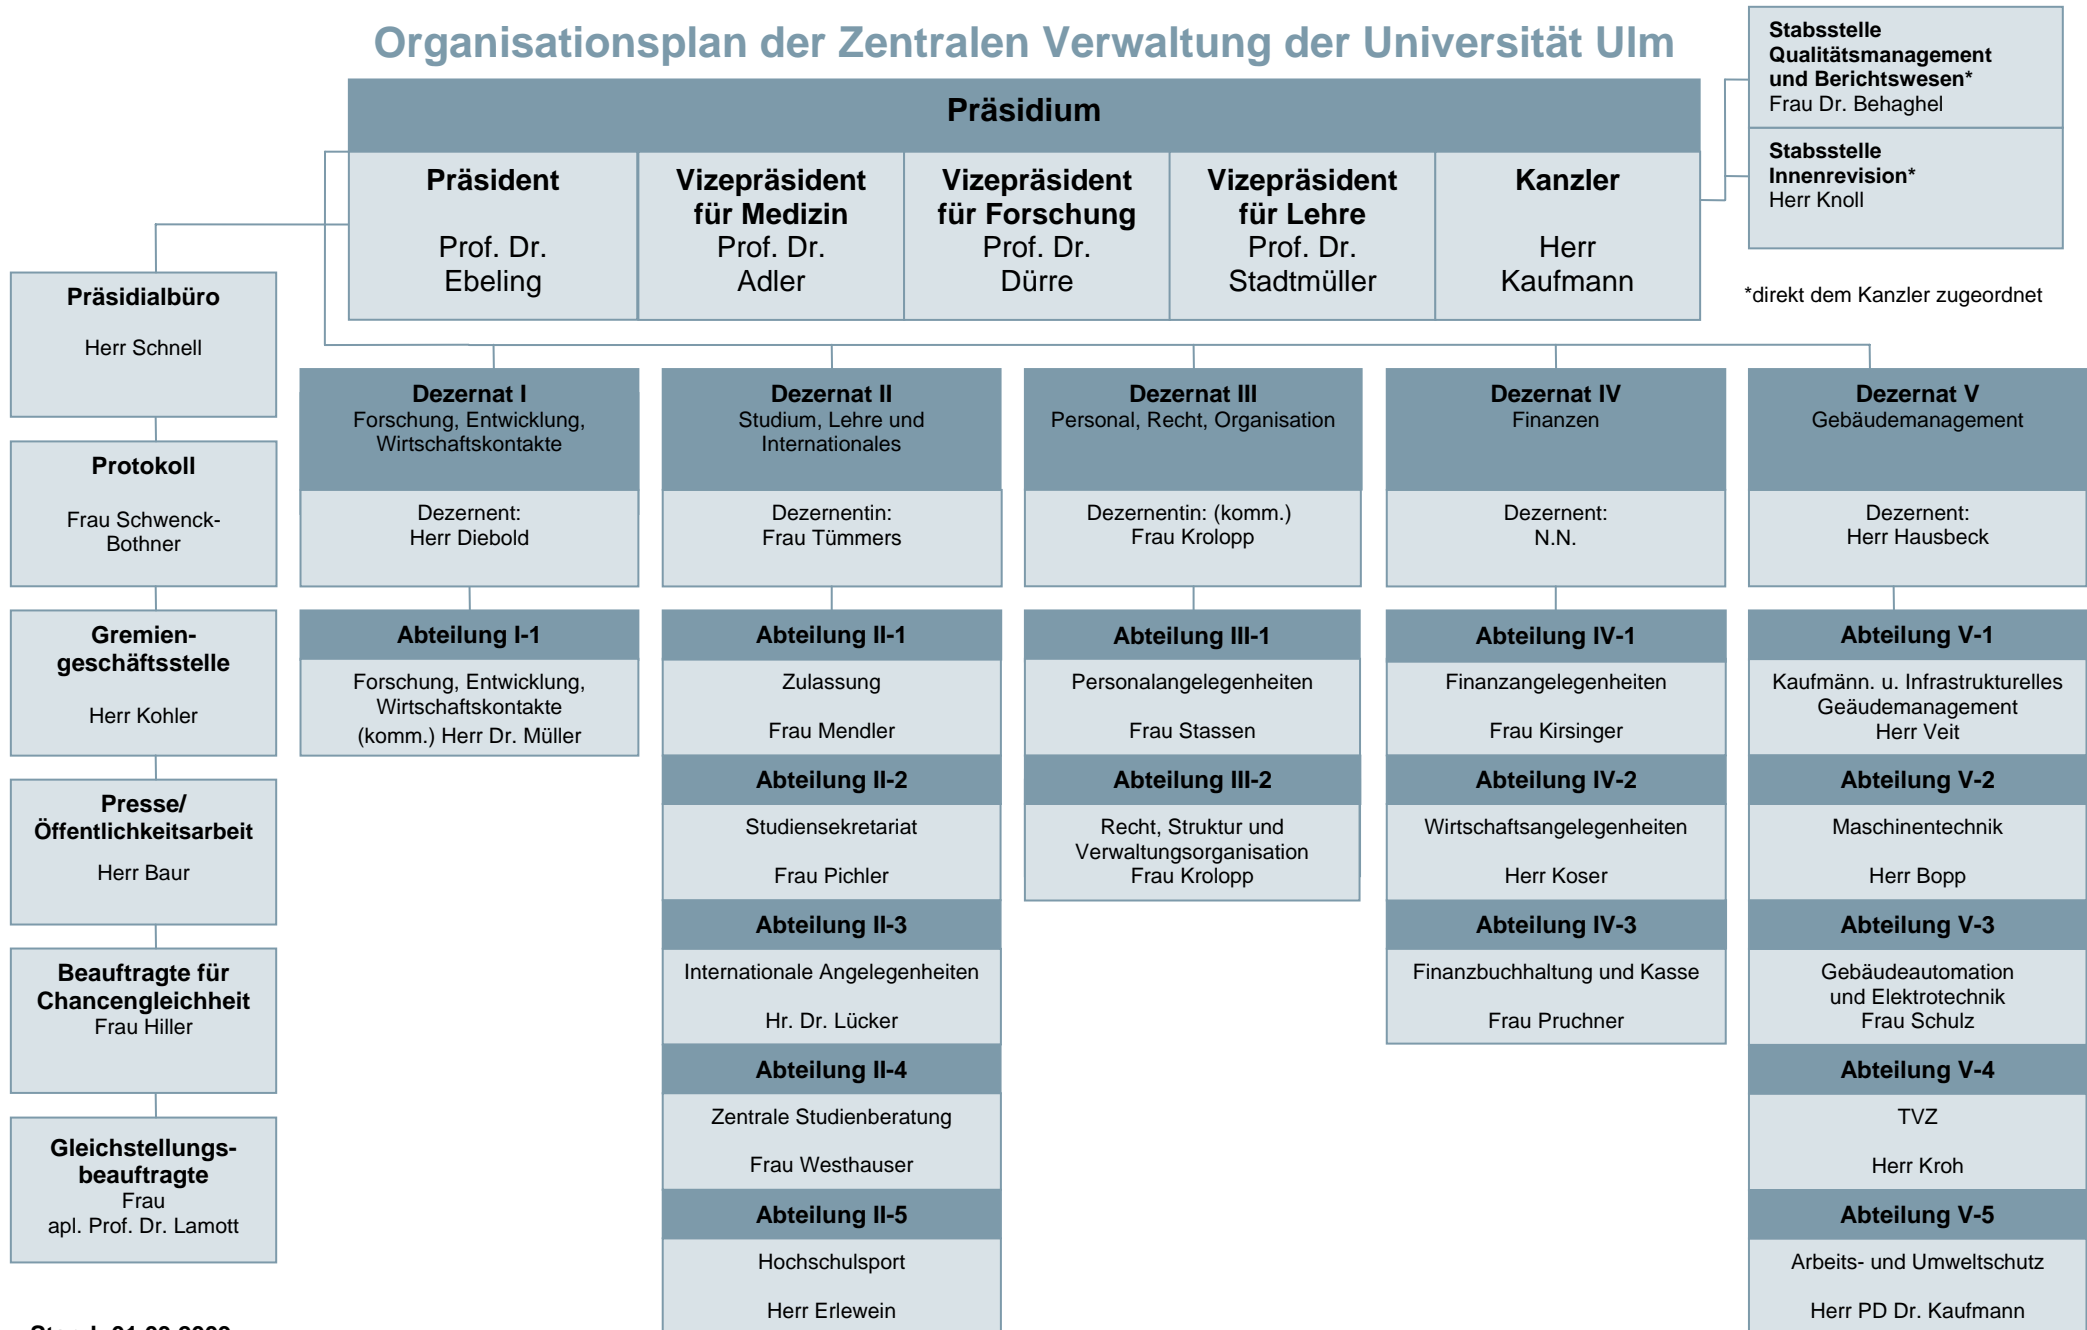 Organisationsplan der Zentralen Verwaltung der Universität Ulm
Stabsstelle
Qualitätsmanagement
und Berichtswesen*
Frau Dr. Behaghel
Stabsstelle
Innenrevision*
Herr Knoll
*direkt dem Kanzler zugeordnet
Präsidium
Präsident
Prof. Dr.
Ebeling
Vizepräsident
für Medizin
Prof. Dr.
Adler
Vizepräsident
für Forschung
Prof. Dr.
Dürre
Vizepräsident
für Lehre
Prof. Dr.
Stadtmüller
Kanzler
Herr
Kaufmann
Präsidialbüro
Herr Schnell
Protokoll
Frau Schwenck-
Bothner
Gremien-
geschäftsstelle
Herr Kohler
Presse/
Öffentlichkeitsarbeit
Herr Baur
Beauftragte für
Chancengleichheit
Frau Hiller
Gleichstellungs-
beauftragte
Frau
apl. Prof. Dr. Lamott
Dezernat I
Forschung, Entwicklung,
Wirtschaftskontakte
Dezernent:
Herr Diebold
Abteilung I-1
Forschung, Entwicklung,
Wirtschaftskontakte
(komm.) Herr Dr. Müller
Dezernat II
Studium, Lehre und
Internationales
Dezernentin:
Frau Tümmers
Abteilung II-1
Zulassung
Frau Mendler
Abteilung II-2
Studiensekretariat
Frau Pichler
Abteilung II-3
Internationale Angelegenheiten
Hr. Dr. Lücker
Abteilung II-4
Zentrale Studienberatung
Frau Westhauser
Abteilung II-5
Hochschulsport
Herr Erlewein
Dezernat III
Personal, Recht, Organisation
Dezernentin: (komm.)
Frau Krolopp
Abteilung III-1
Personalangelegenheiten
Frau Stassen
Abteilung III-2
Recht, Struktur und
Verwaltungsorganisation
Frau Krolopp
Dezernat IV
Finanzen
Dezernent:
N.N.
Abteilung IV-1
Finanzangelegenheiten
Frau Kirsinger
Abteilung IV-2
Wirtschaftsangelegenheiten
Herr Koser
Abteilung IV-3
Finanzbuchhaltung und Kasse
Frau Pruchner
Dezernat V
Gebäudemanagement
Dezernent:
Herr Hausbeck
Abteilung V-1
Kaufmänn. u. Infrastrukturelles
Geäudemanagement
Herr Veit
Abteilung V-2
Maschinentechnik
Herr Bopp
Abteilung V-3
Gebäudeautomation
und Elektrotechnik
Frau Schulz
Abteilung V-4
TVZ
Herr Kroh
Abteilung V-5
Arbeits- und Umweltschutz
Herr PD Dr. Kaufmann